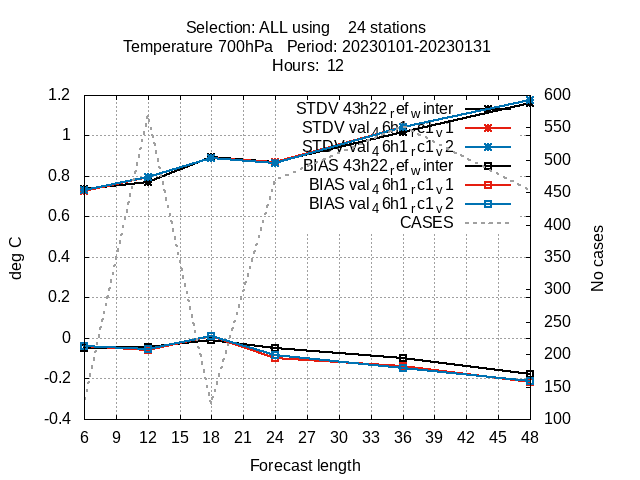 Selection: ALL using 24 stations
Temperature 700hPa Period: 20230101-20230131
Hours: 12
STDV 43h22_ref_winter
STDV val_46h1_rc1_v1
STDV val_46h1_rc1_v2
BIAS 43h22_ref_winter
BIAS val_46h1_rc1_v1
BIAS val_46h1_rc1_v2
CASES
1.2
1
0.8
0.6
0.4
0.2
0
-0.2
-0.4
deg C
600
550
500
450
400
350
300
250
200
150
100
No cases
6 9 12 15 18 21 24 27 30 33 36 39 42 45 48
Forecast length